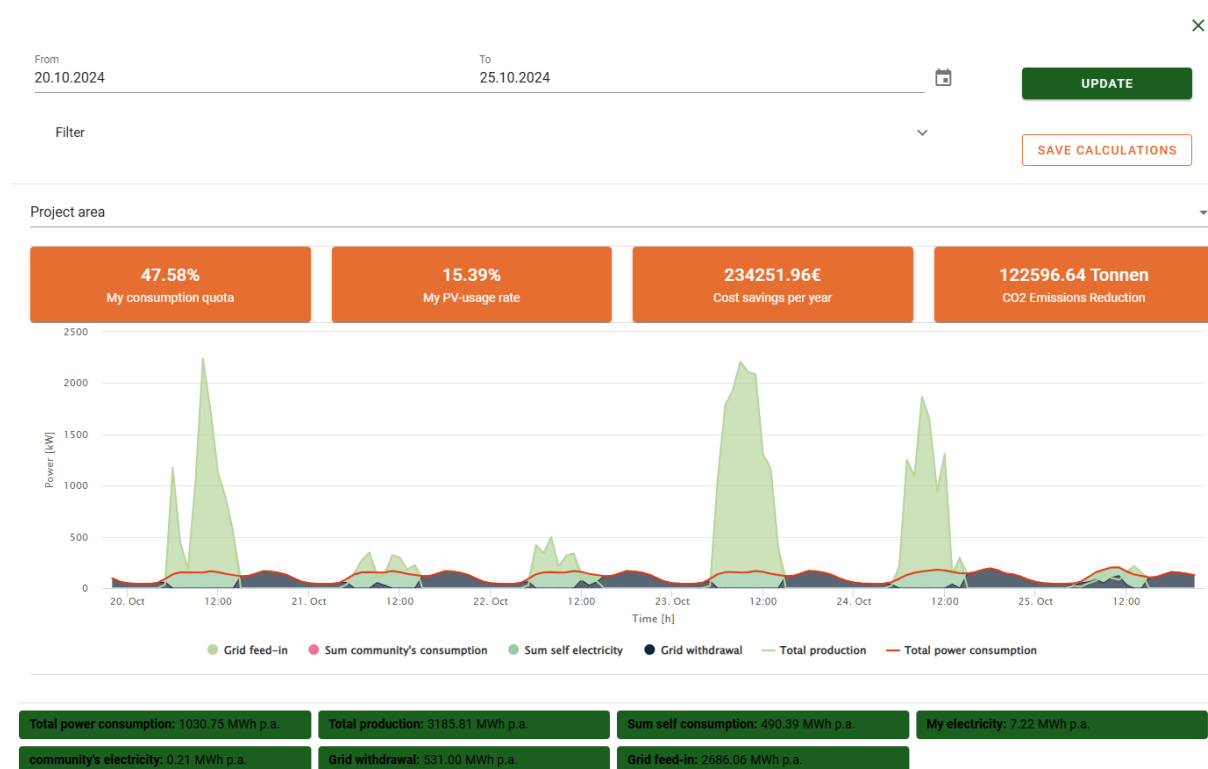 From
To
20.10.2024
25.10.2024
UPDATE
Filter
SAVE CALCULATIONS
Project area
47.58%
My consumption quota
15.39%
My PV-usage rate
234251.96€
Cost savings per year
122596.64 Tonnen
CO2 Emissions Reduction
2500
2000
1500
1000
500
0
Power [kW]
20. Oct
12:00
21. Oct
12:00
22. Oct
12:00
23. Oct
12:00
24. Oct
12:00
25. Oct
12:00
Time [h]
Grid feed-in
Sum community's consumption
Sum self electricity
Grid withdrawal
Total production
Total power consumption
Total power consumption: 1030.75 MWh p.a.
Total production: 3185.81 MWh p.a.
Sum self consumption: 490.39 MWh p.a.
My electricity: 7.22 MWh p.a.
community's electricity: 0.21 MWh p.a.
Grid withdrawal: 531.00 MWh p.a.
Grid feed-in: 2686.06 MWh p.a.